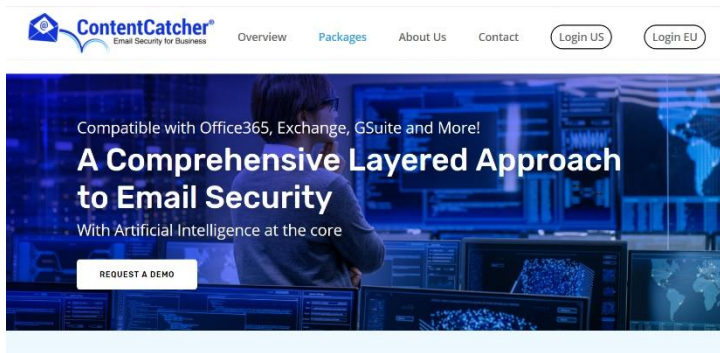 ContentCatcher®
Email Security for Business
Overview
Packages
About Us
Contact
Login US
Login EU
Compatible with Office365, Exchange, GSuite and More!
A Comprehensive Layered Approach
to Email Security
With Artificial Intelligence at the core
REQUEST A DEMO